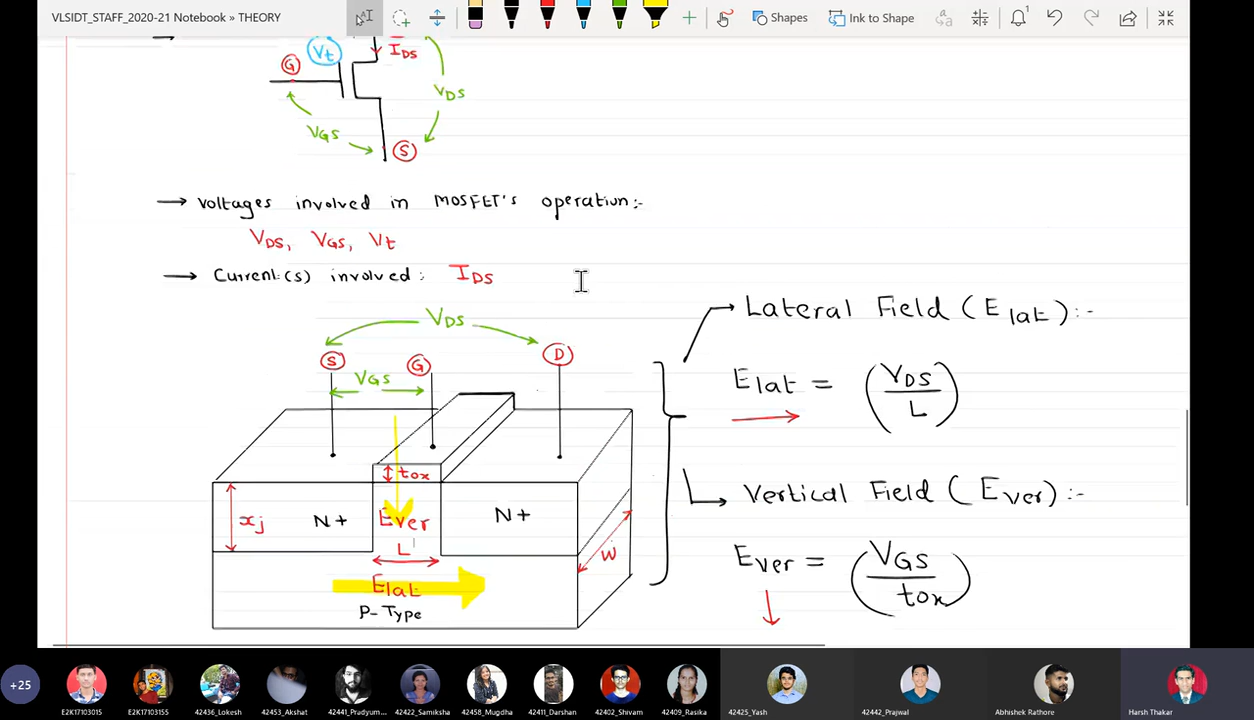 VLSIDT_STAFF_2020-21 Notebook » THEORY
Shapes
Ink to Shape
Vt
IDS
G
VDS
VGS
S
→ Voltages involved in MOSFET's operation:-
VDS, VGS, Vt
→ Current(s) involved: IDS
Lateral Field (Elat):-
VDS
S
G
D
VGS
Elat = (VDS/L)
tox
xj
N+
Ever
N+
Vertical Field (Ever):-
L
W
Ever = (VGS/tox)
Elat
P-Type
+25
E2K17103015
E2K17103155
42436_Lokesh
42453_Akshat
42441_Pradyum...
42422_Samiksha
42458_Mugdha
42411_Darshan
42402_Shivam
42409_Rasika
42425_Yash
42442_Prajwal
Abhishek Rathore
Harsh Thakar